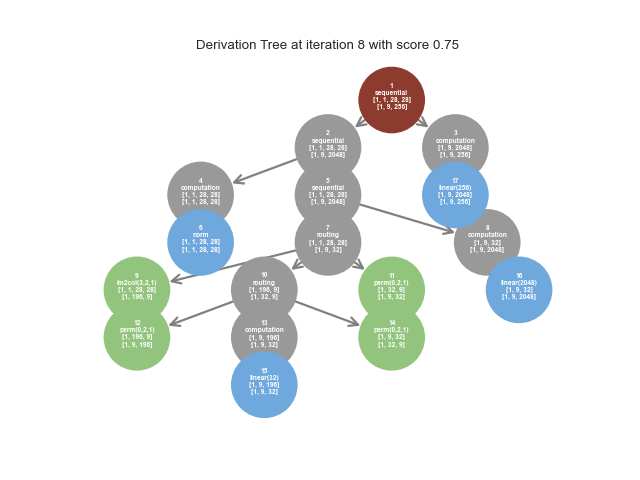 Derivation Tree at iteration 8 with score 0.75
1
sequential
[1, 1, 28, 28]
[1, 9, 256]
2
sequential
[1, 1, 28, 28]
[1, 9, 2048]
3
computation
[1, 9, 2048]
[1, 9, 256]
4
computation
[1, 1, 28, 28]
[1, 1, 28, 28]
5
sequential
[1, 1, 28, 28]
[1, 9, 2048]
17
linear(256)
[1, 9, 2048]
[1, 9, 256]
6
norm
[1, 1, 28, 28]
[1, 1, 28, 28]
7
routing
[1, 1, 28, 28]
[1, 9, 32]
8
computation
[1, 9, 32]
[1, 9, 2048]
9
im2col(3,2,1)
[1, 1, 28, 28]
[1, 196, 9]
10
routing
[1, 196, 9]
[1, 32, 9]
11
perm(0,2,1)
[1, 32, 9]
[1, 9, 32]
16
linear(2048)
[1, 9, 32]
[1, 9, 2048]
12
perm(0,2,1)
[1, 196, 9]
[1, 9, 196]
13
computation
[1, 9, 196]
[1, 9, 32]
14
perm(0,2,1)
[1, 9, 32]
[1, 32, 9]
15
linear(32)
[1, 9, 196]
[1, 9, 32]